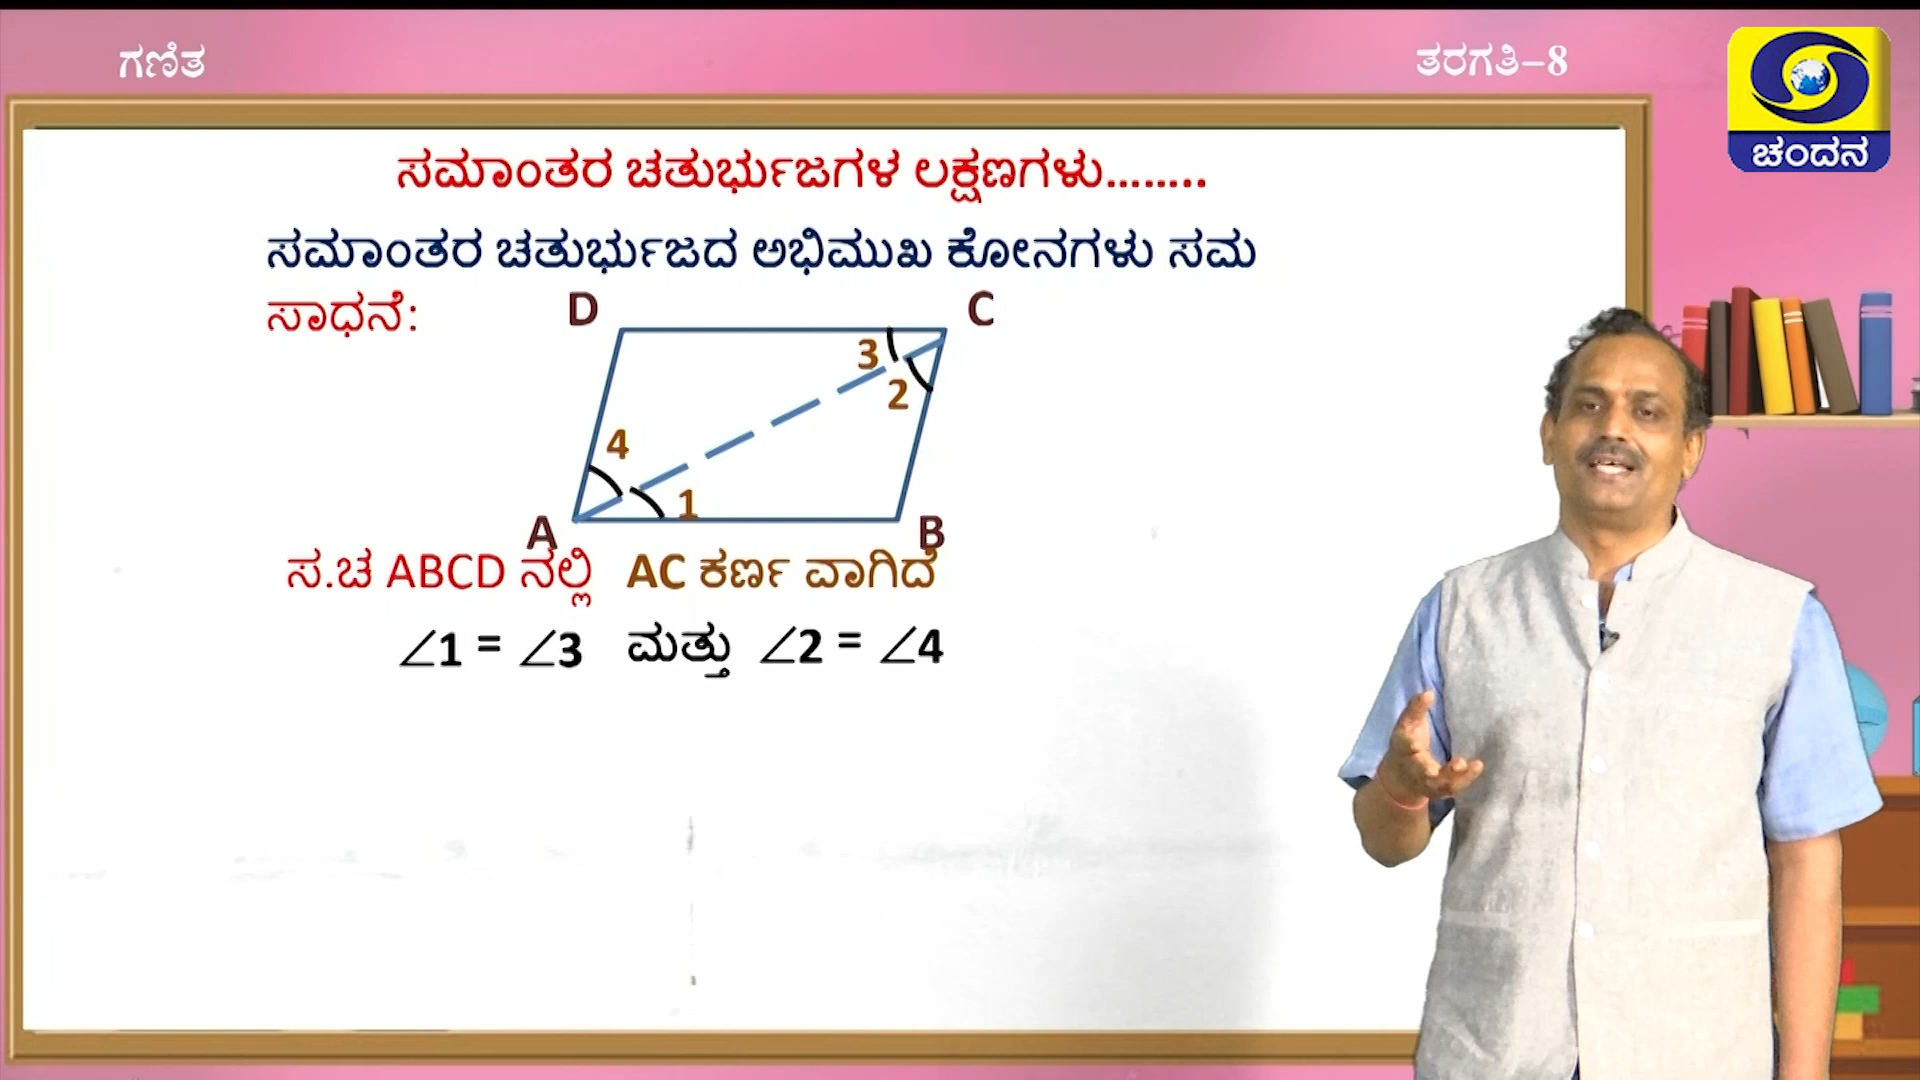 ಗಣಿತ
ತರಗತಿ-8
ಚಂದನ
ಸಮಾಂತರ ಚತುರ್ಭುಜಗಳ ಲಕ್ಷಣಗಳು........
ಸಮಾಂತರ ಚತುರ್ಭುಜದ ಅಭಿಮುಖ ಕೋನಗಳು ಸಮ
ಸಾಧನೆ:
D C
3
2
4
1
A B
ಸ.ಚ ABCD ನಲ್ಲಿ AC ಕರ್ಣ ವಾಗಿದೆ
∠1 = ∠3 ಮತ್ತು ∠2 = ∠4